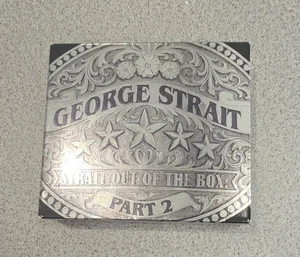 GEORGE STRAIT
STRAIT OUT OF THE BOX
PART 2